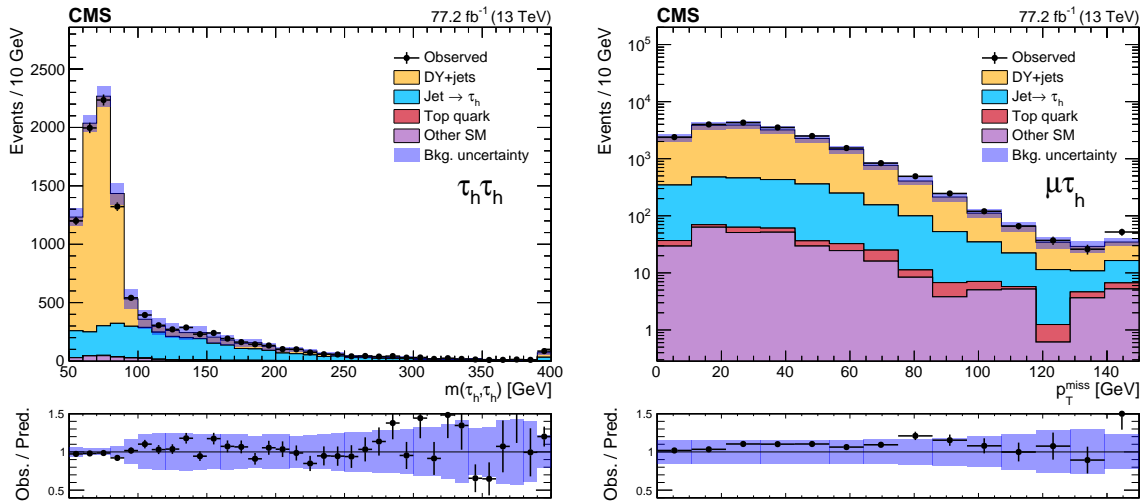 CMS 77.2 fb⁻¹ (13 TeV)
Events / 10 GeV
2500
2000
1500
1000
500
0
Observed
DY+jets
Jet → τh
Top quark
Other SM
Bkg. uncertainty
τhτh
50 100 150 200 250 300 350 400
m(τh,τh) [GeV]
Obs. / Pred.
1.5
1
0.5
CMS 77.2 fb⁻¹ (13 TeV)
Events / 10 GeV
10⁵
10⁴
10³
10²
10
1
Observed
DY+jets
Jet → τh
Top quark
Other SM
Bkg. uncertainty
μτh
0 20 40 60 80 100 120 140
pTmiss [GeV]
Obs. / Pred.
1.5
1
0.5